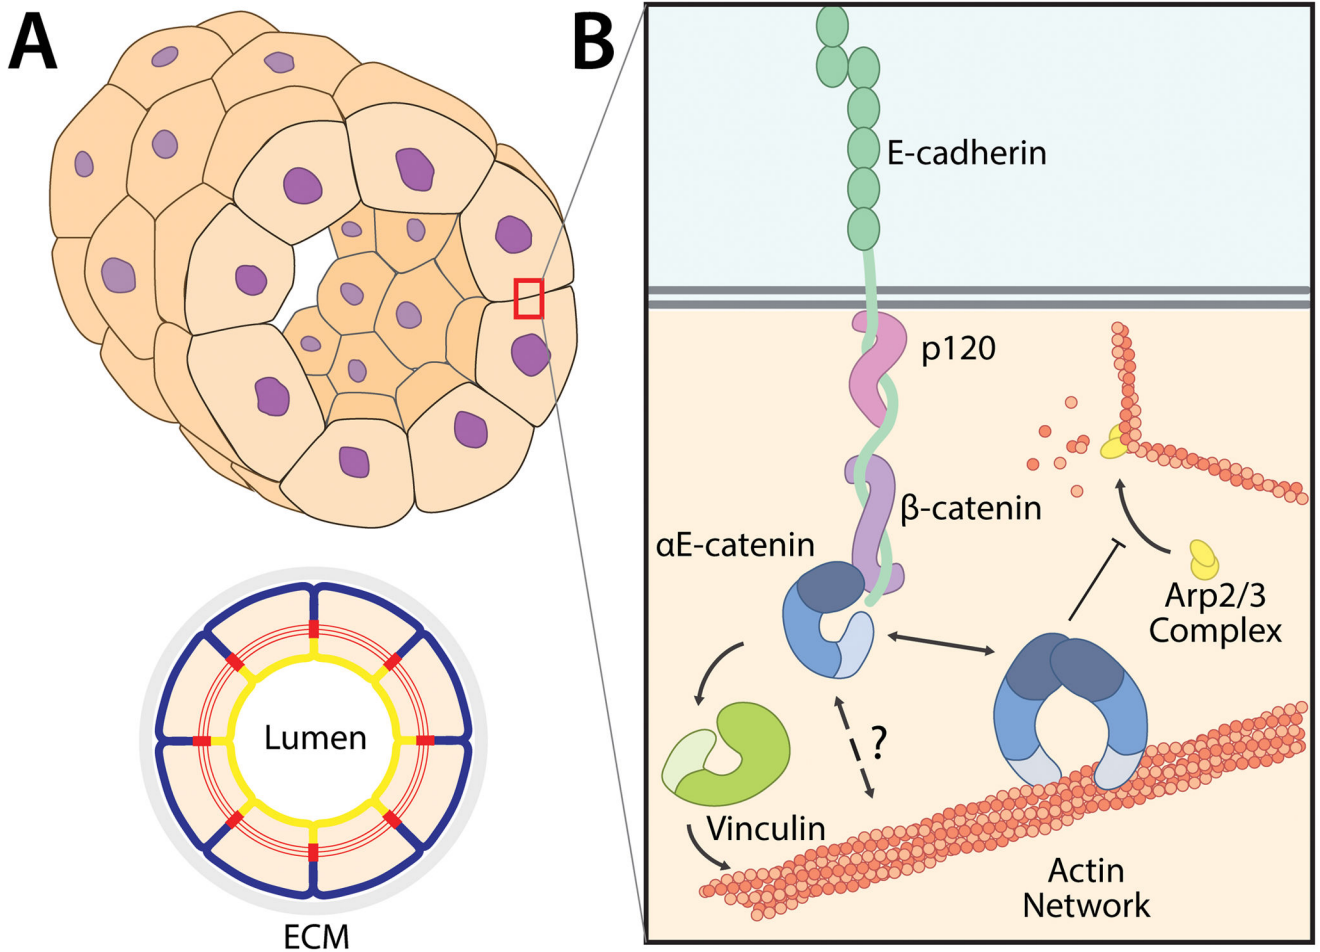 A
B
E-cadherin
p120
β-catenin
αE-catenin
Arp2/3
Complex
Lumen
?
Vinculin
Actin
Network
ECM